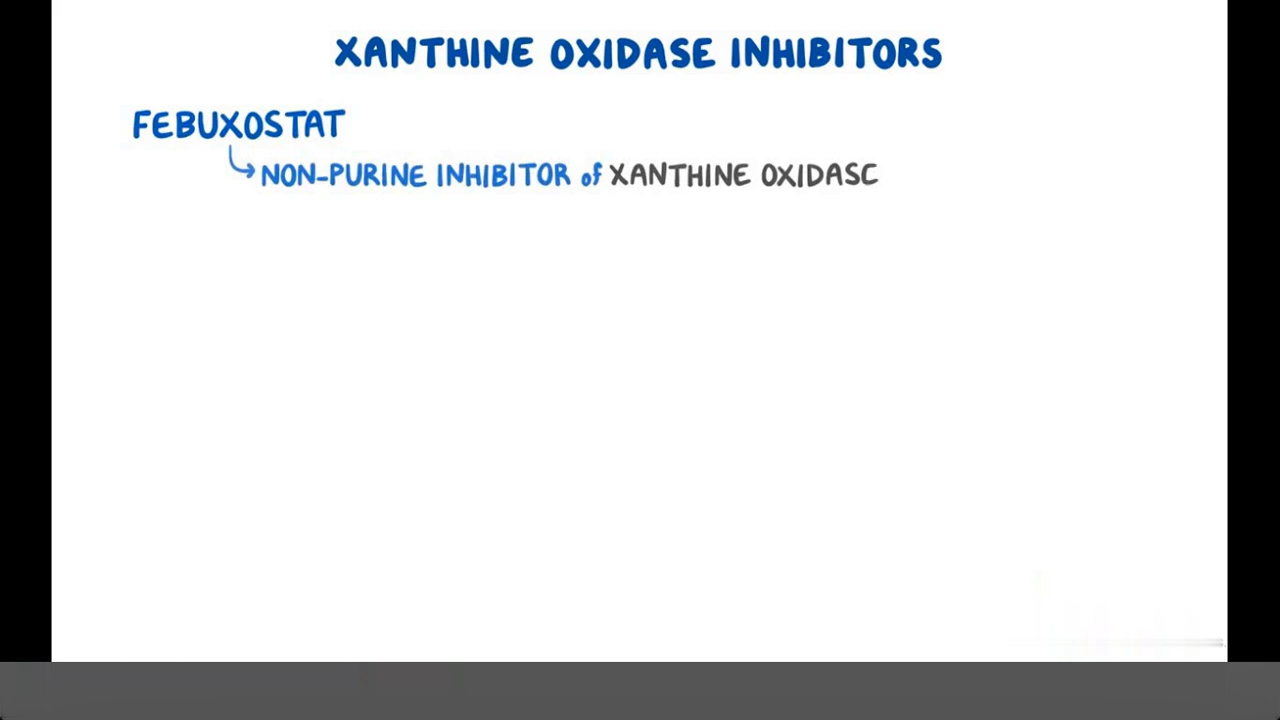 XANTHINE OXIDASE INHIBITORS
FEBUXOSTAT
NON-PURINE INHIBITOR of XANTHINE OXIDASC